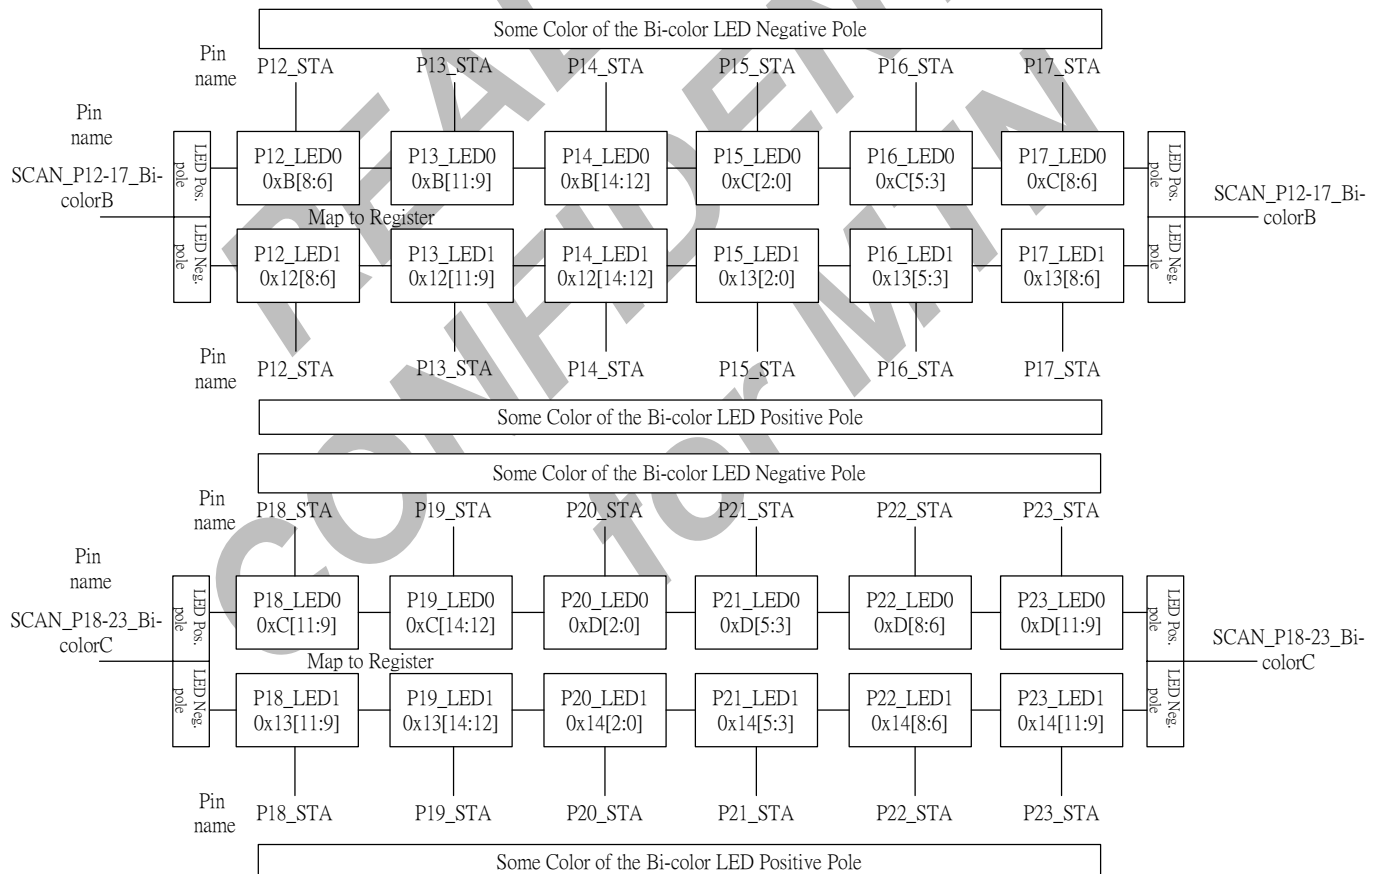 Some Color of the Bi-color LED Negative Pole
Pin
name
P12_STA P13_STA P14_STA P15_STA P16_STA P17_STA
Pin
name
SCAN_P12-17_Bi-
colorB
LED Pos.
pole
P12_LED0 P13_LED0 P14_LED0 P15_LED0 P16_LED0 P17_LED0
0xB[8:6] 0xB[11:9] 0xB[14:12] 0xC[2:0] 0xC[5:3] 0xC[8:6]
LED Pos.
pole
SCAN_P12-17_Bi-
colorB
Map to Register
LED Neg.
pole
P12_LED1 P13_LED1 P14_LED1 P15_LED1 P16_LED1 P17_LED1
0x12[8:6] 0x12[11:9] 0x12[14:12] 0x13[2:0] 0x13[5:3] 0x13[8:6]
LED Neg.
pole
Pin
name
P12_STA P13_STA P14_STA P15_STA P16_STA P17_STA
Some Color of the Bi-color LED Positive Pole
Some Color of the Bi-color LED Negative Pole
Pin
name
P18_STA P19_STA P20_STA P21_STA P22_STA P23_STA
Pin
name
SCAN_P18-23_Bi-
colorC
LED Pos.
pole
P18_LED0 P19_LED0 P20_LED0 P21_LED0 P22_LED0 P23_LED0
0xC[11:9] 0xC[14:12] 0xD[2:0] 0xD[5:3] 0xD[8:6] 0xD[11:9]
LED Pos.
pole
SCAN_P18-23_Bi-
colorC
Map to Register
LED Neg.
pole
P18_LED1 P19_LED1 P20_LED1 P21_LED1 P22_LED1 P23_LED1
0x13[11:9] 0x13[14:12] 0x14[2:0] 0x14[5:3] 0x14[8:6] 0x14[11:9]
LED Neg.
pole
Pin
name
P18_STA P19_STA P20_STA P21_STA P22_STA P23_STA
Some Color of the Bi-color LED Positive Pole
for MTN